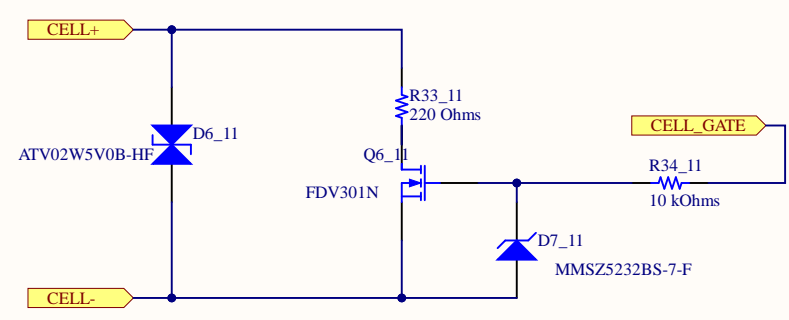 CELL+
R33_11
220 Ohms
D6_11
ATV02W5V0B-HF
CELL_GATE
Q6_11
FDV301N
R34_11
10 kOhms
D7_11
MMSZ5232BS-7-F
CELL-